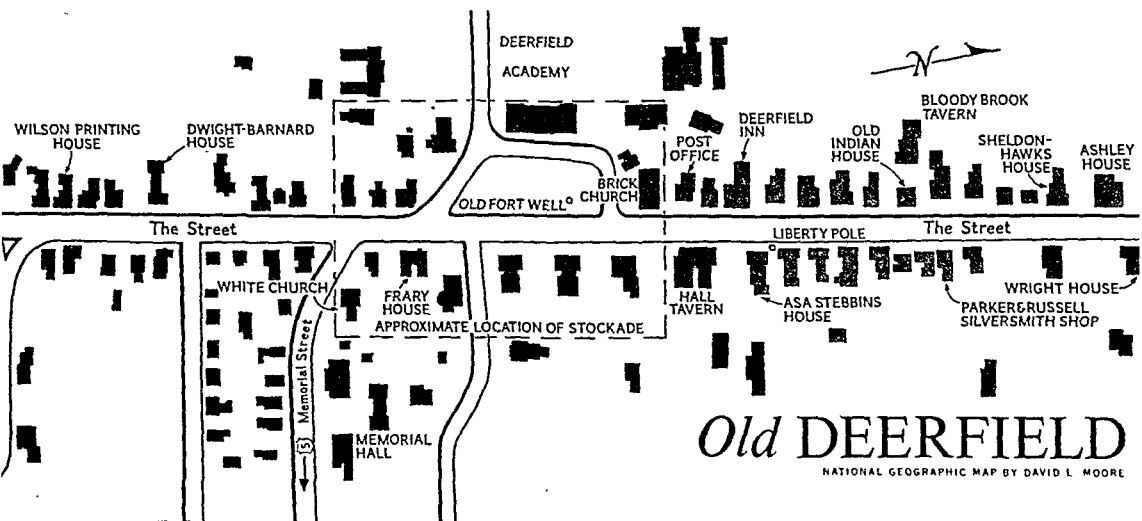 DEERFIELD
ACADEMY
N
BLOODY BROOK
TAVERN
WILSON PRINTING
HOUSE
DWIGHT-BARNARD
HOUSE
POST
OFFICE
DEERFIELD
INN
OLD
INDIAN
HOUSE
SHELDON-
HAWKS
HOUSE
ASHLEY
HOUSE
BRICK
CHURCH
OLD FORT WELL
The Street
LIBERTY POLE
The Street
WHITE CHURCH
FRARY
HOUSE
HALL
TAVERN
ASA STEBBINS
HOUSE
WRIGHT HOUSE
PARKER & RUSSELL
SILVERSMITH SHOP
APPROXIMATE LOCATION OF STOCKADE
Memorial Street
5
MEMORIAL
HALL
Old DEERFIELD
NATIONAL GEOGRAPHIC MAP BY DAVID L. MOORE